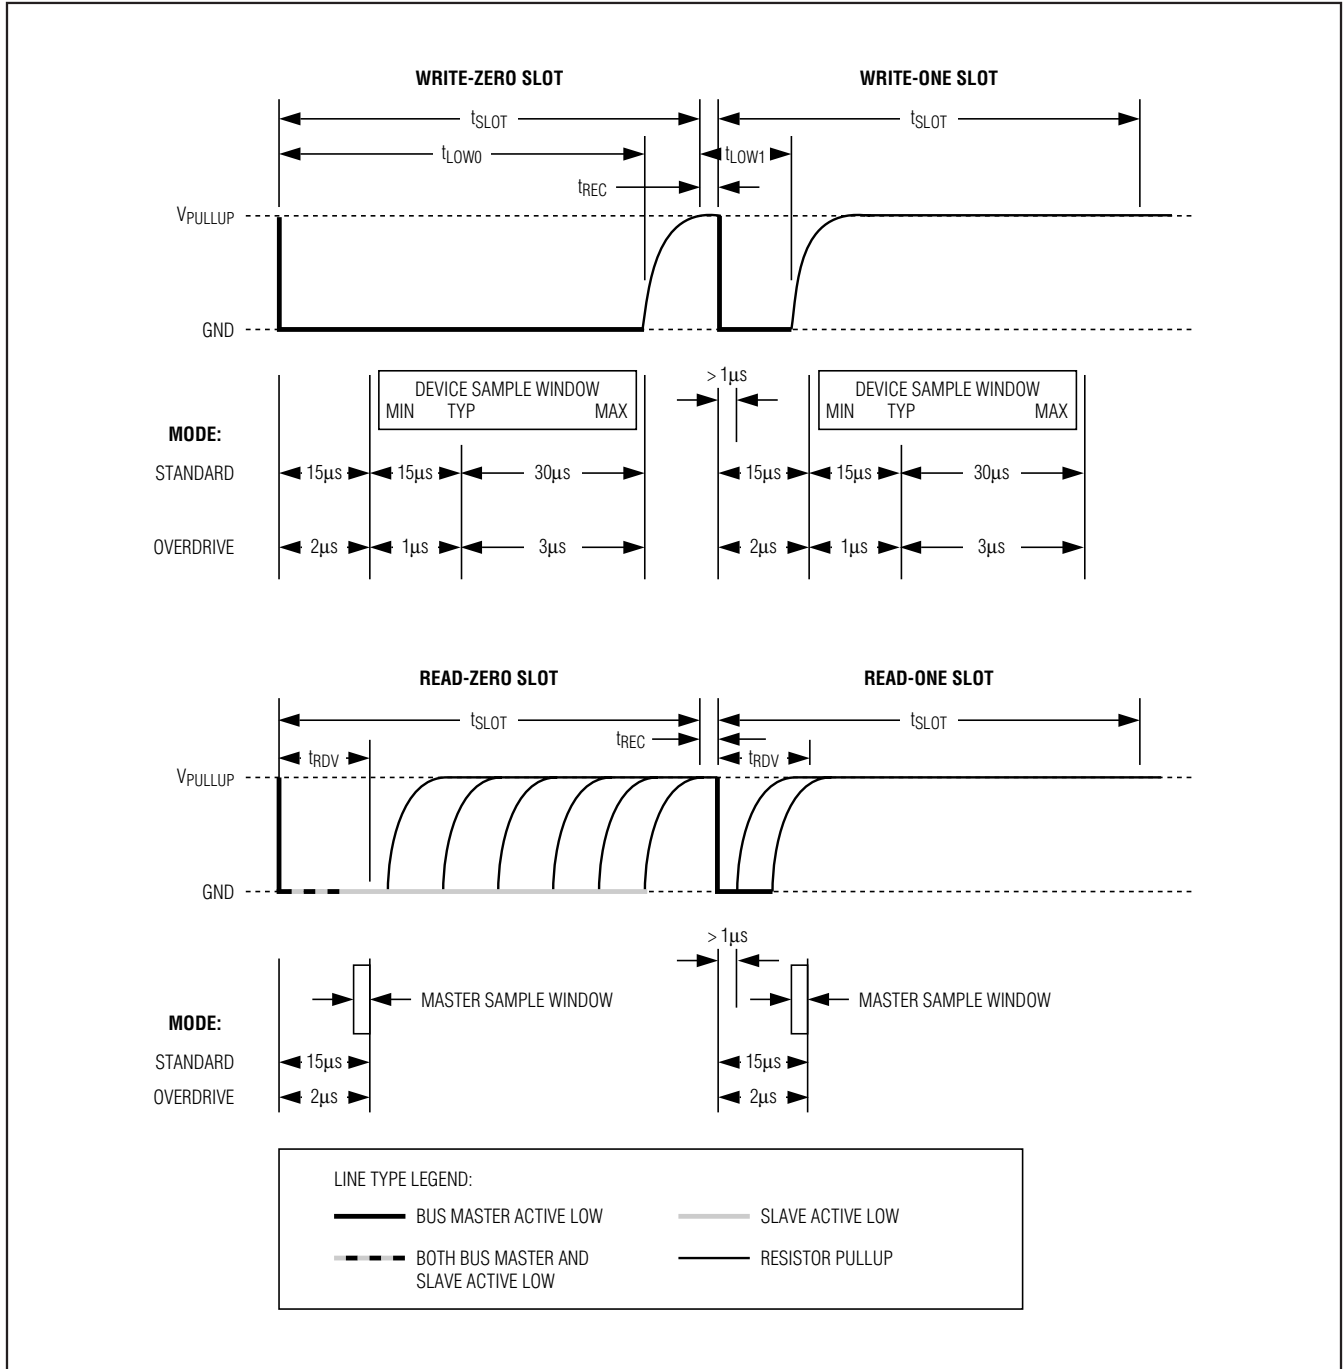 WRITE-ZERO SLOT WRITE-ONE SLOT
tSLOT tSLOT
tLOW0 tLOW1
tREC
VPULLUP
GND
> 1µs
DEVICE SAMPLE WINDOW DEVICE SAMPLE WINDOW
MIN TYP MAX MIN TYP MAX
MODE:
STANDARD 15µs 15µs 30µs 15µs 15µs 30µs
OVERDRIVE 2µs 1µs 3µs 2µs 1µs 3µs
READ-ZERO SLOT READ-ONE SLOT
tSLOT tSLOT
tREC
tRDV tRDV
VPULLUP
GND
> 1µs
MASTER SAMPLE WINDOW MASTER SAMPLE WINDOW
MODE:
STANDARD 15µs 15µs
OVERDRIVE 2µs 2µs
LINE TYPE LEGEND:
BUS MASTER ACTIVE LOW SLAVE ACTIVE LOW
BOTH BUS MASTER AND RESISTOR PULLUP
SLAVE ACTIVE LOW